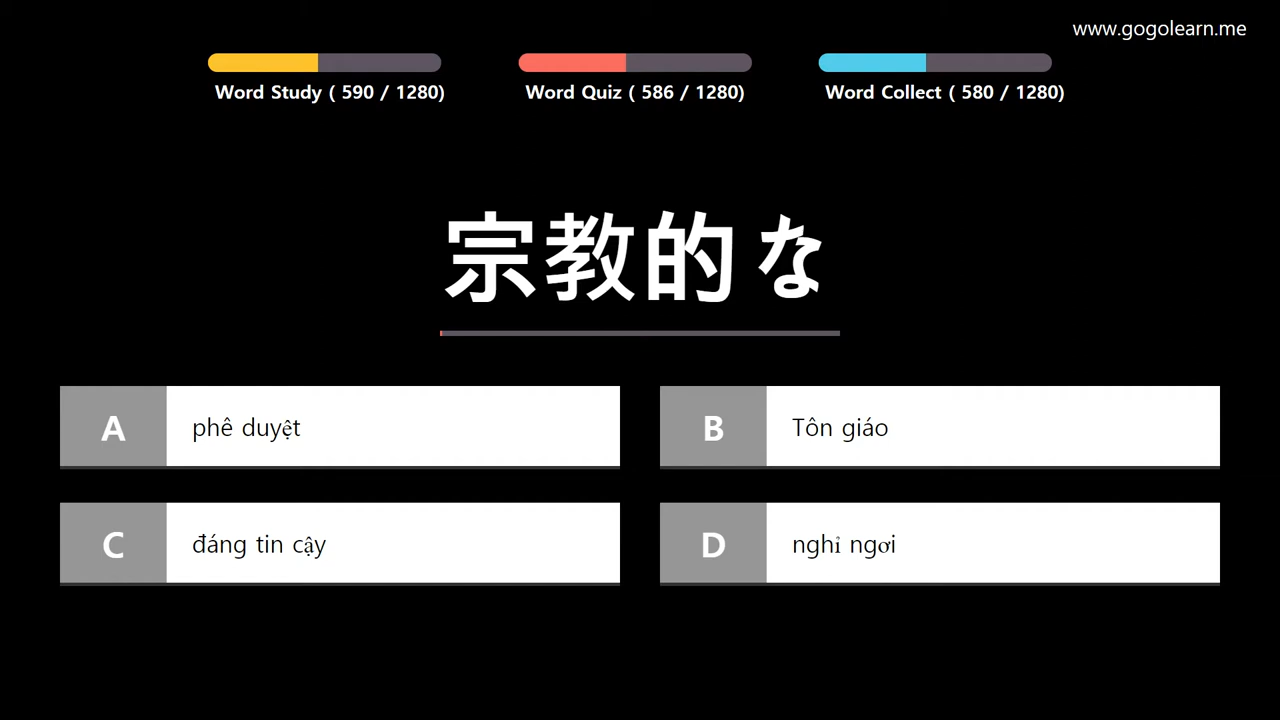 www.gogolearn.me
Word Study ( 590 / 1280)
Word Quiz ( 586 / 1280)
Word Collect ( 580 / 1280)
宗教的な
A phê duyệt
B Tôn giáo
C đáng tin cậy
D nghỉ ngơi